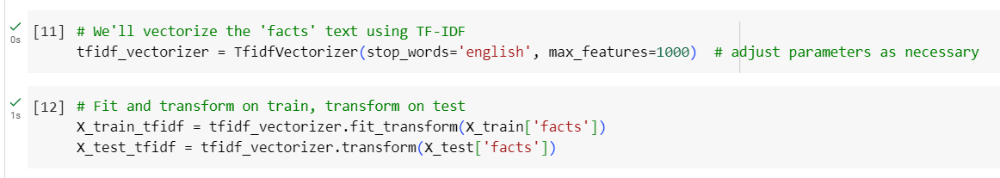 [11] # We'll vectorize the 'facts' text using TF-IDF
0s
tfidf_vectorizer = TfidfVectorizer(stop_words='english', max_features=1000)  # adjust parameters as necessary
[12] # Fit and transform on train, transform on test
1s
X_train_tfidf = tfidf_vectorizer.fit_transform(X_train['facts'])
X_test_tfidf = tfidf_vectorizer.transform(X_test['facts'])